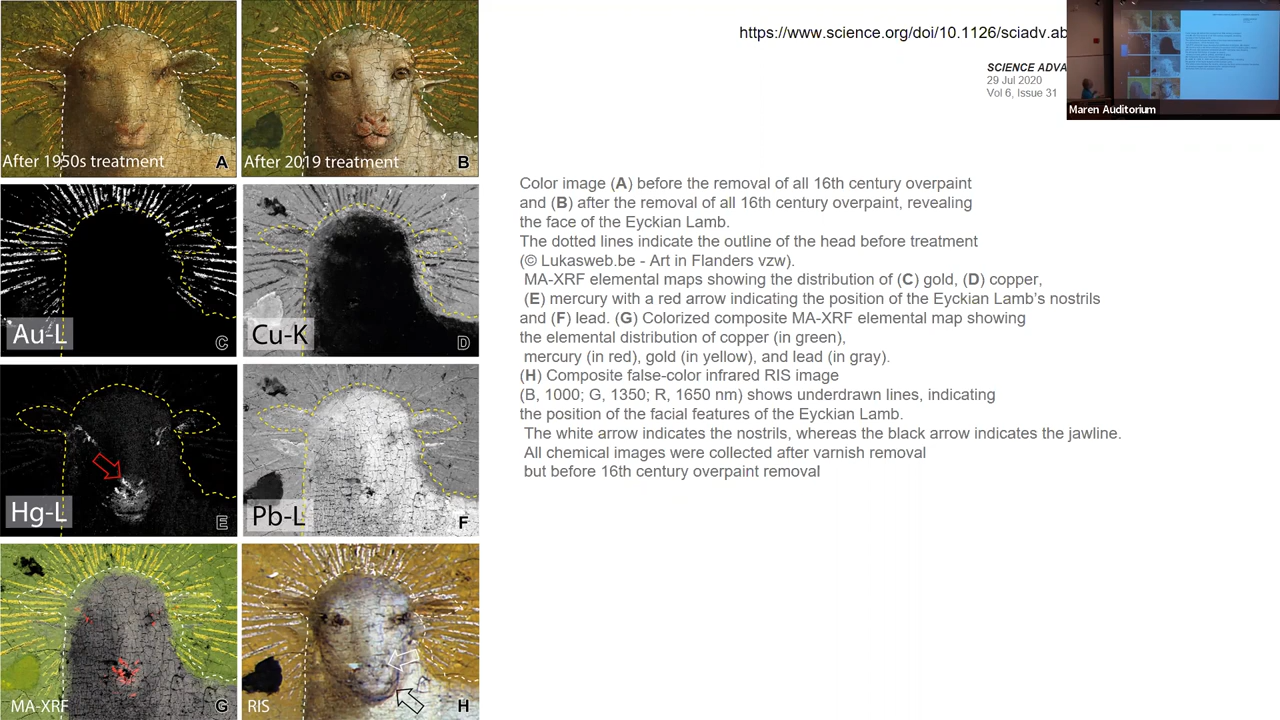 https://www.science.org/doi/10.1126/sciadv.ab
SCIENCE ADVA
29 Jul 2020
Vol 6, Issue 31
Maren Auditorium
After 1950s treatment
A
After 2019 treatment
B
Au-L
C
Cu-K
D
Hg-L
E
Pb-L
F
MA-XRF
G
RIS
H
Color image (A) before the removal of all 16th century overpaint
and (B) after the removal of all 16th century overpaint, revealing
the face of the Eyckian Lamb.
The dotted lines indicate the outline of the head before treatment
(© Lukasweb.be - Art in Flanders vzw).
MA-XRF elemental maps showing the distribution of (C) gold, (D) copper,
(E) mercury with a red arrow indicating the position of the Eyckian Lamb's nostrils
and (F) lead. (G) Colorized composite MA-XRF elemental map showing
the elemental distribution of copper (in green),
mercury (in red), gold (in yellow), and lead (in gray).
(H) Composite false-color infrared RIS image
(B, 1000; G, 1350; R, 1650 nm) shows underdrawn lines, indicating
the position of the facial features of the Eyckian Lamb.
The white arrow indicates the nostrils, whereas the black arrow indicates the jawline.
All chemical images were collected after varnish removal
but before 16th century overpaint removal